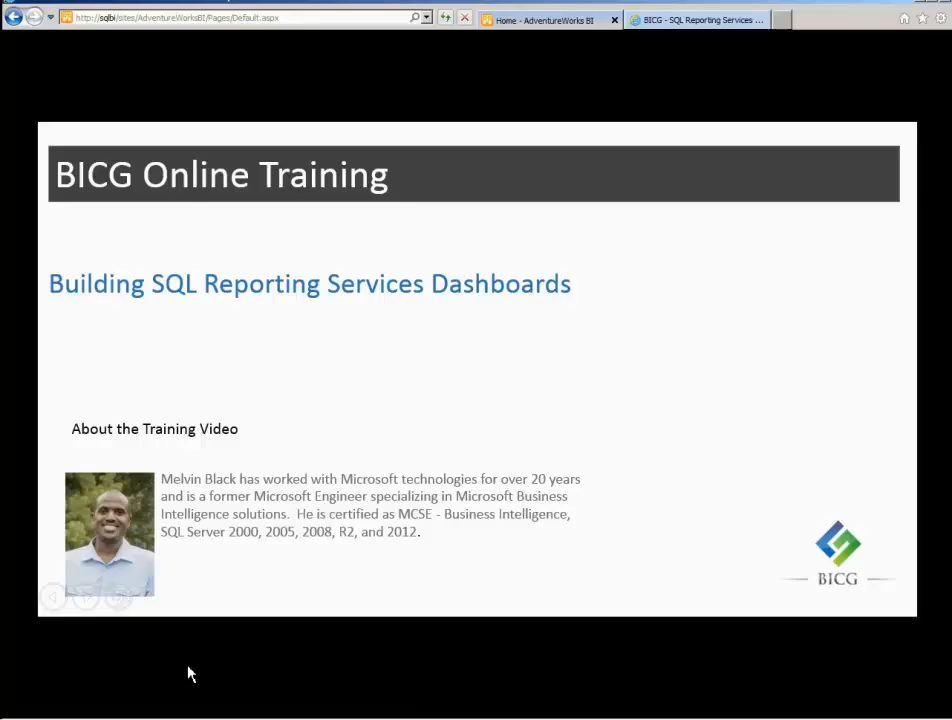 http://sqlbi/sites/AdventureWorksBI/Pages/Default.aspx
Home - AdventureWorks BI
BICG - SQL Reporting Services ...
BICG Online Training
Building SQL Reporting Services Dashboards
About the Training Video
Melvin Black has worked with Microsoft technologies for over 20 years
and is a former Microsoft Engineer specializing in Microsoft Business
Intelligence solutions.  He is certified as MCSE - Business Intelligence,
SQL Server 2000, 2005, 2008, R2, and 2012.
BICG